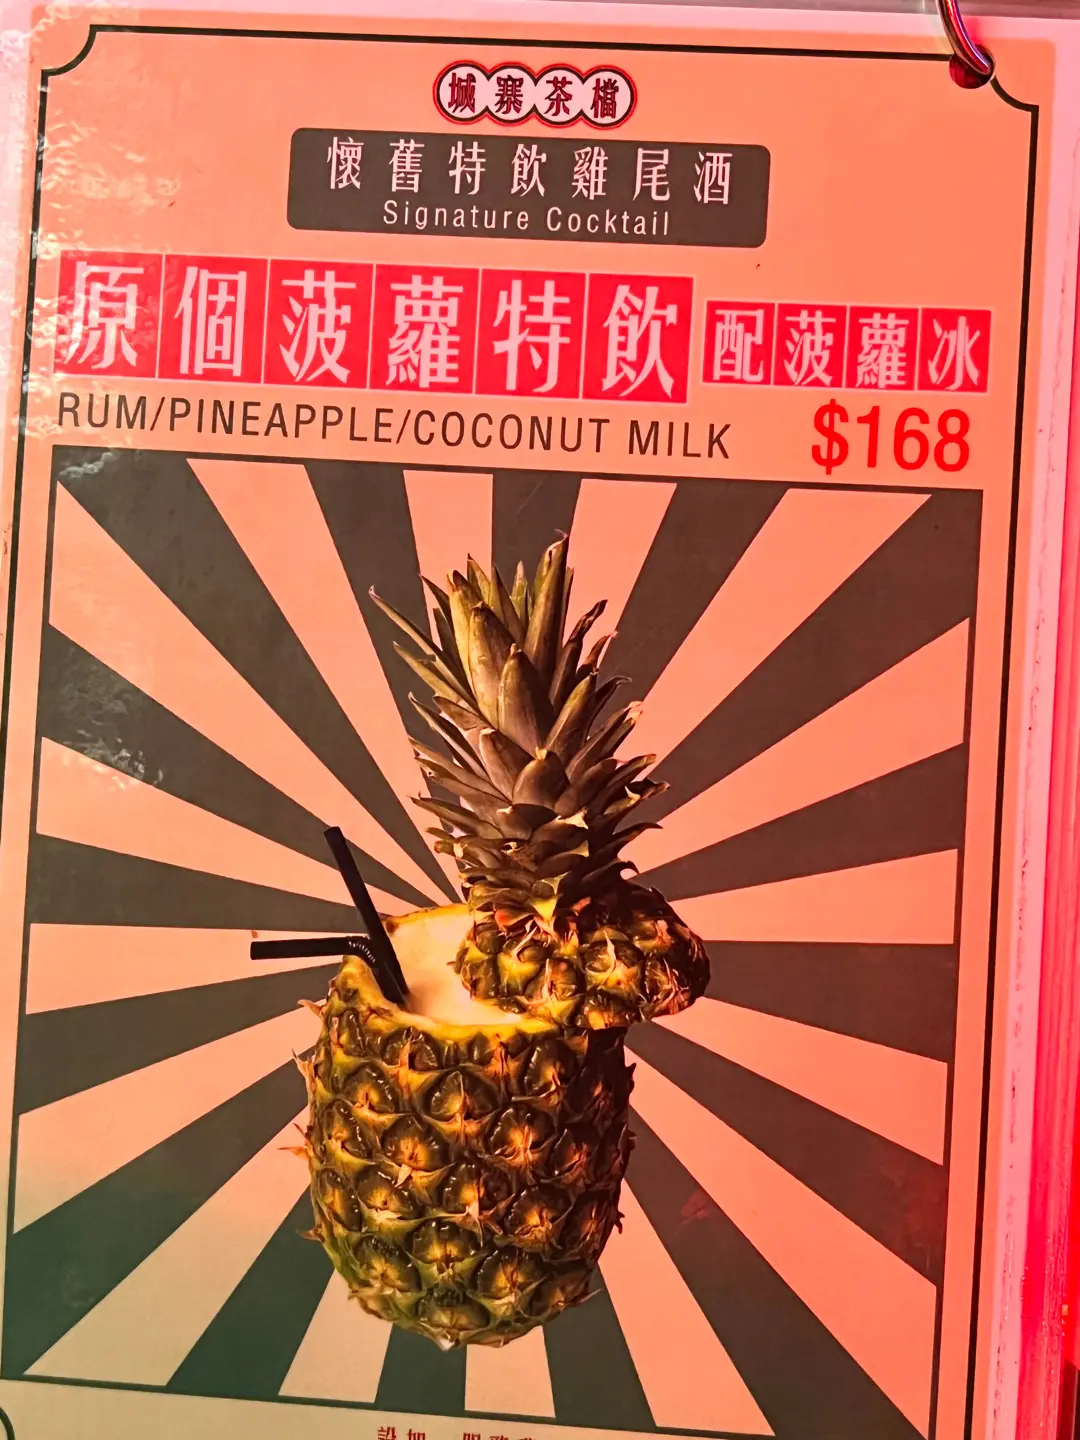 城寨茶檔
懷舊特飲雞尾酒
Signature Cocktail
原個菠蘿特飲 配菠蘿冰
RUM/PINEAPPLE/COCONUT MILK $168